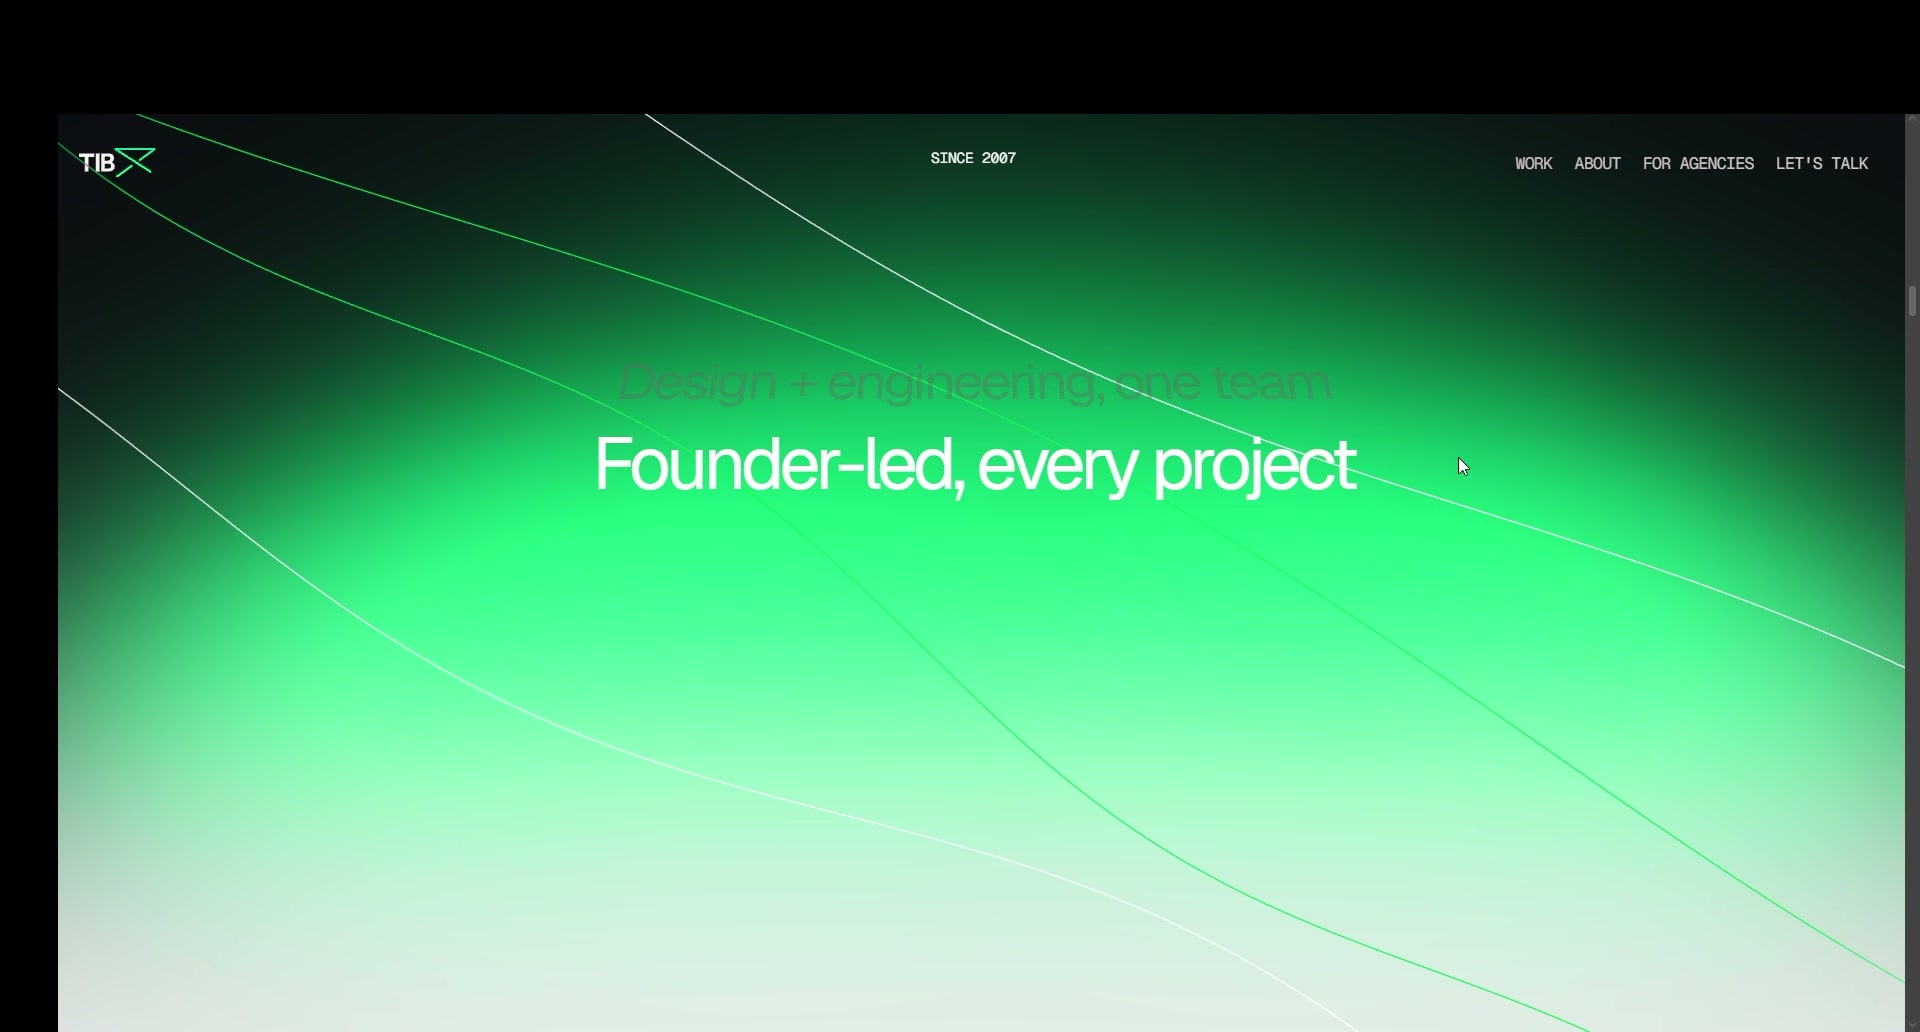 TIB
SINCE 2007
WORK ABOUT FOR AGENCIES LET'S TALK
Design + engineering, one team
Founder-led, every project